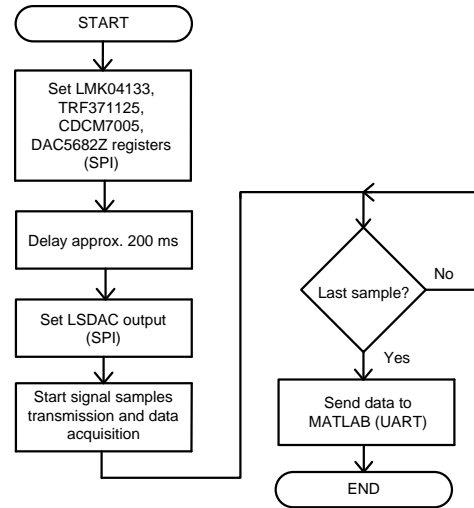 START
Set LMK04133,
TRF371125,
CDCM7005,
DAC5682Z registers
(SPI)
Delay approx. 200 ms
Set LSDAC output
(SPI)
Start signal samples
transmission and data
acquisition
Last sample?
No
Yes
Send data to
MATLAB (UART)
END